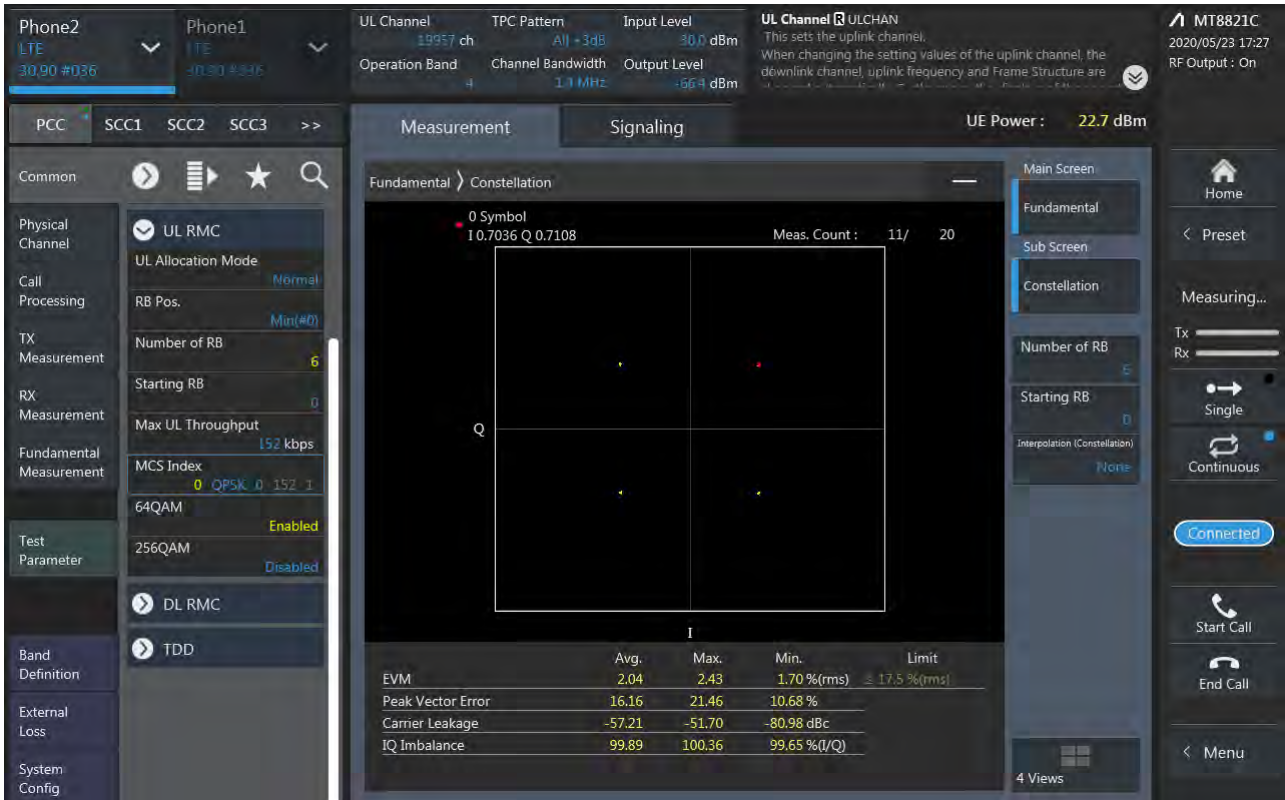 Phone2
LTE
30.90 #036
Phone1
LTE
UL Channel
19957 ch
Operation Band
4
TPC Pattern
All +3dB
Channel Bandwidth
1.4 MHz
Input Level
30.0 dBm
Output Level
-66.4 dBm
UL Channel R ULCHAN
This sets the uplink channel.
When changing the setting values of the uplink channel, the
downlink channel, uplink frequency and Frame Structure are
MT8821C
2020/05/23 17:27
RF Output : On
PCC
SCC1
SCC2
SCC3
>>
Measurement
Signaling
UE Power : 22.7 dBm
Common
Physical
Channel
Call
Processing
TX
Measurement
RX
Measurement
Fundamental
Measurement
Test
Parameter
Band
Definition
External
Loss
System
Config
UL RMC
UL Allocation Mode
Normal
RB Pos.
Min(#0)
Number of RB
6
Starting RB
0
Max UL Throughput
152 kbps
MCS Index
0 QPSK 0 152 1
64QAM
Enabled
256QAM
Disabled
DL RMC
TDD
Fundamental 〉 Constellation
0 Symbol
I 0.7036 Q 0.7108
Meas. Count : 11/ 20
Q
I
Avg. Max. Min. Limit
EVM 2.04 2.43 1.70 %(rms) ≤ 17.5 %(rms)
Peak Vector Error 16.16 21.46 10.68 %
Carrier Leakage -57.21 -51.70 -80.98 dBc
IQ Imbalance 99.89 100.36 99.65 %(I/Q)
Main Screen
Fundamental
Sub Screen
Constellation
Number of RB
6
Starting RB
0
Interpolation (Constellation)
None
4 Views
Home
< Preset
Measuring...
Tx
Rx
Single
Continuous
Connected
Start Call
End Call
< Menu